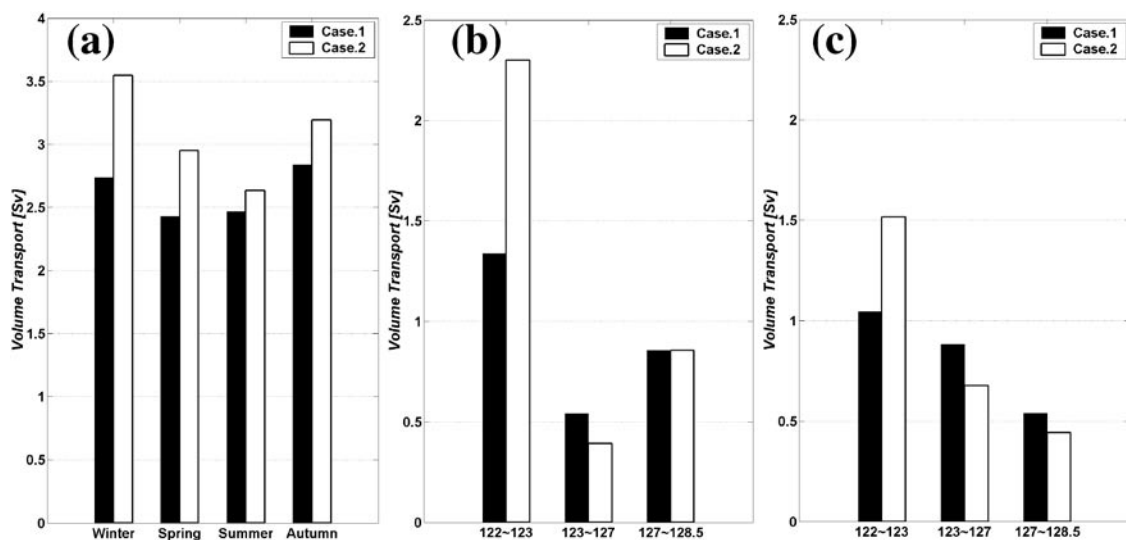 (a)
Case.1
Case.2
Volume Transport [Sv]
4
3.5
3
2.5
2
1.5
1
0.5
0
Winter Spring Summer Autumn
(b)
Case.1
Case.2
Volume Transport [Sv]
2.5
2
1.5
1
0.5
0
122~123 123~127 127~128.5
(c)
Case.1
Case.2
Volume Transport [Sv]
2.5
2
1.5
1
0.5
0
122~123 123~127 127~128.5